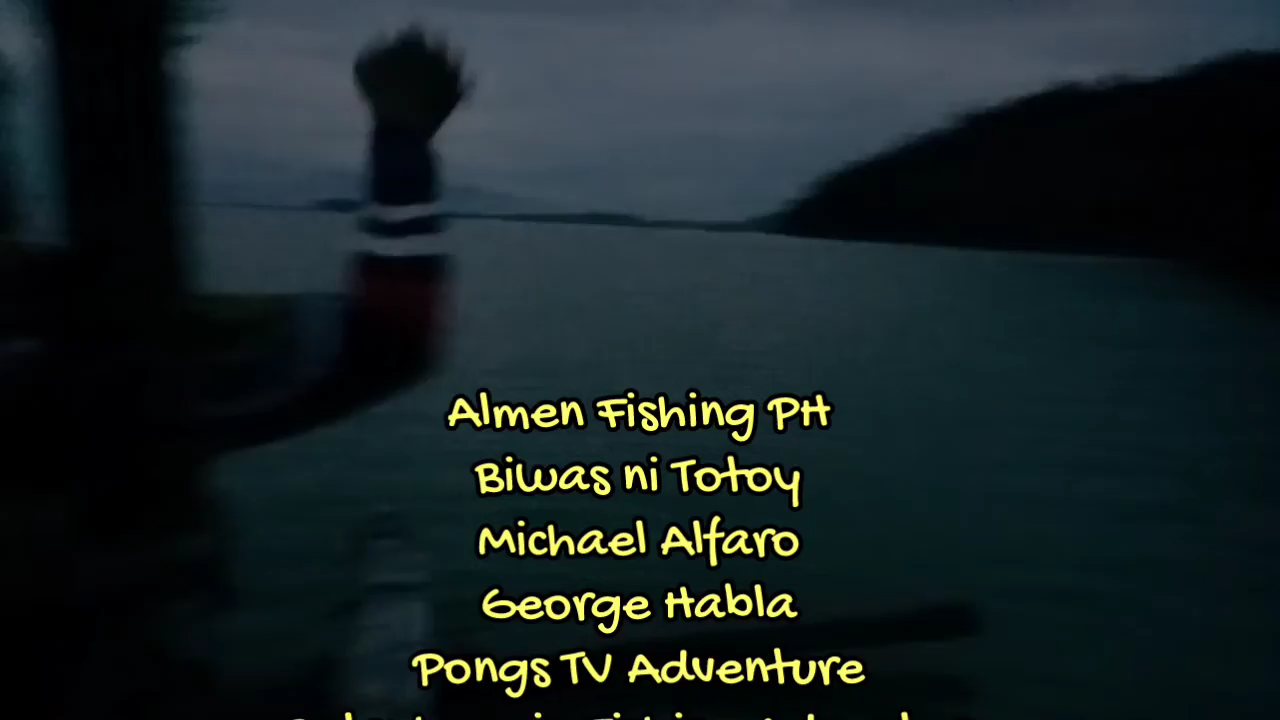 Almen Fishing PH
Biwas ni Totoy
Michael Alfaro
George Habla
Pongs TV Adventure